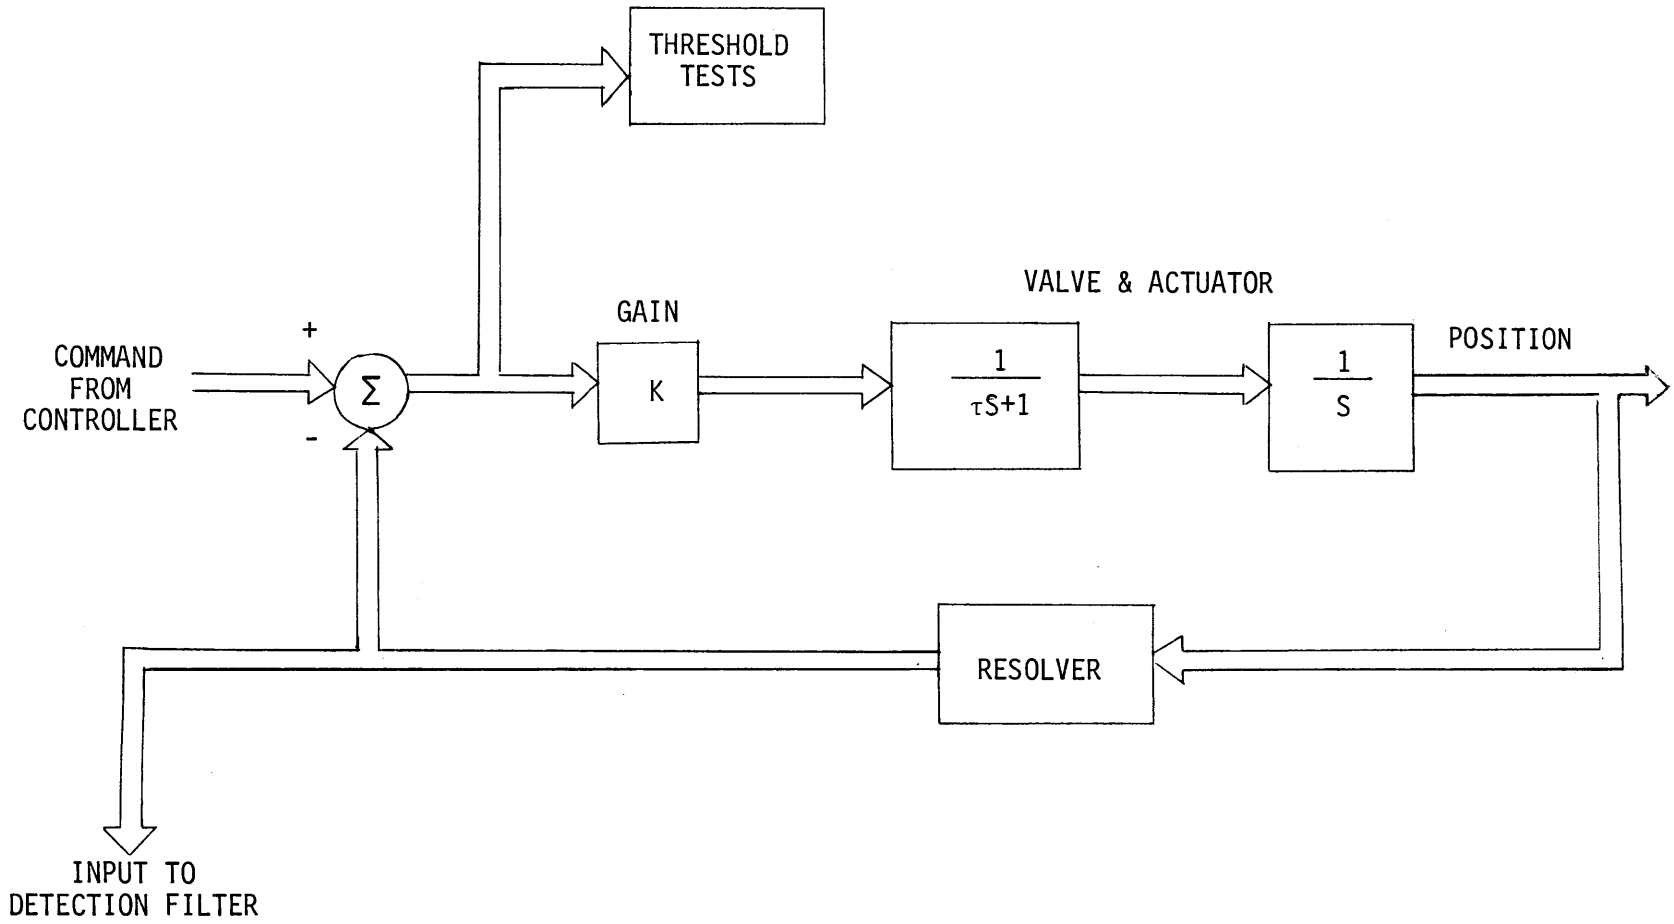 THRESHOLD
TESTS
VALVE & ACTUATOR
GAIN
POSITION
+
COMMAND
FROM
CONTROLLER
Σ
K
1
τS+1
1
S
-
RESOLVER
INPUT TO
DETECTION FILTER